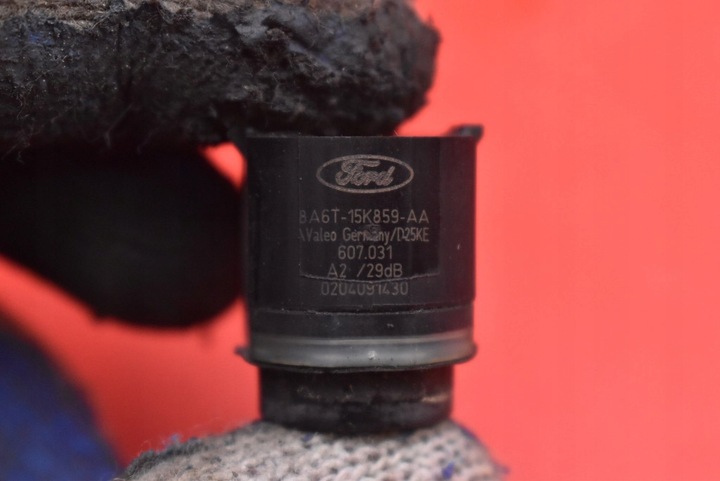 Ford
8A6T-15K859-AA
Valeo Germany/D25KE
607.031
A2 /29dB
0204091430